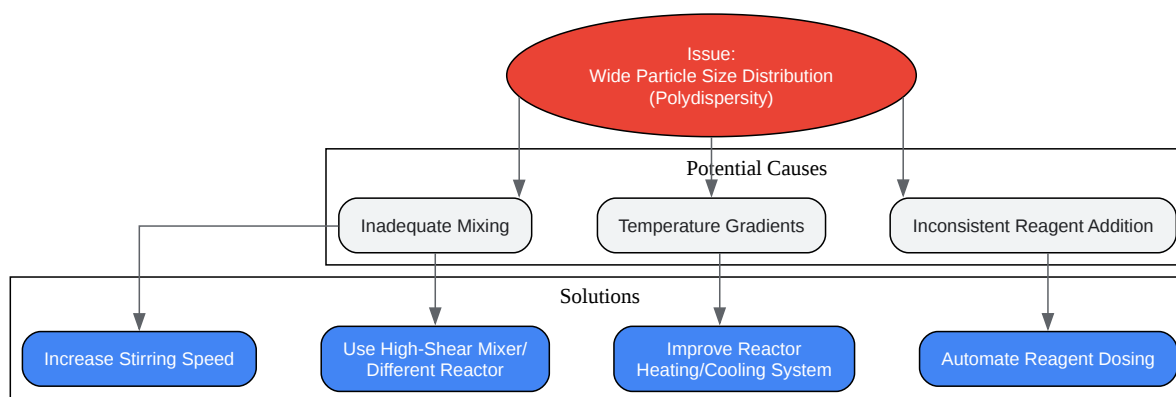 Issue:
Wide Particle Size Distribution
(Polydispersity)
Potential Causes
Inadequate Mixing
Temperature Gradients
Inconsistent Reagent Addition
Solutions
Increase Stirring Speed
Use High-Shear Mixer/
Different Reactor
Improve Reactor
Heating/Cooling System
Automate Reagent Dosing